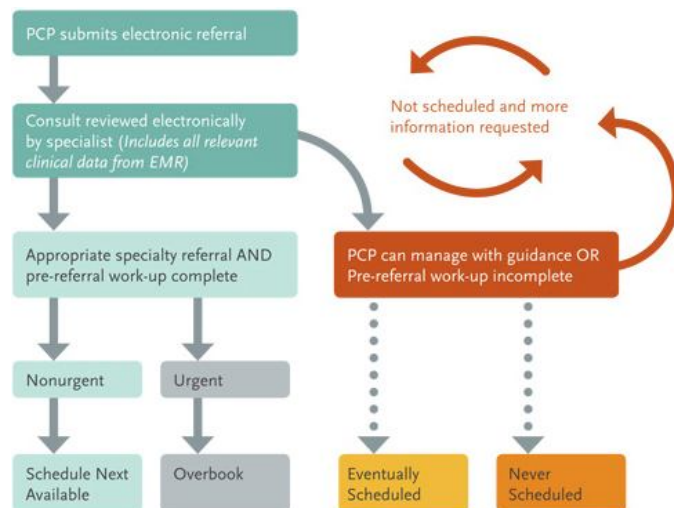 PCP submits electronic referral
Consult reviewed electronically
by specialist (Includes all relevant
clinical data from EMR)
Not scheduled and more
information requested
Appropriate specialty referral AND
pre-referral work-up complete
PCP can manage with guidance OR
Pre-referral work-up incomplete
Nonurgent
Urgent
Schedule Next
Available
Overbook
Eventually
Scheduled
Never
Scheduled